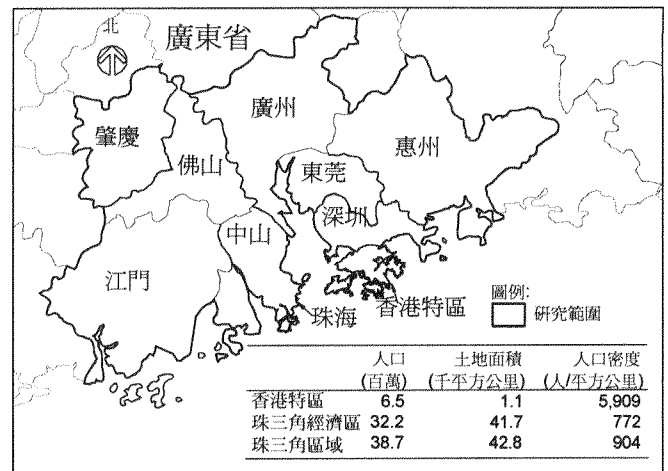 北
廣東省
肇慶
廣州
惠州
佛山
東莞
深圳
中山
江門
珠海
香港特區
圖例:
研究範圍
人口 土地面積 人口密度
(百萬) (千平方公里) (人/平方公里)
香港特區 6.5 1.1 5,909
珠三角經濟區 32.2 41.7 772
珠三角區域 38.7 42.8 904